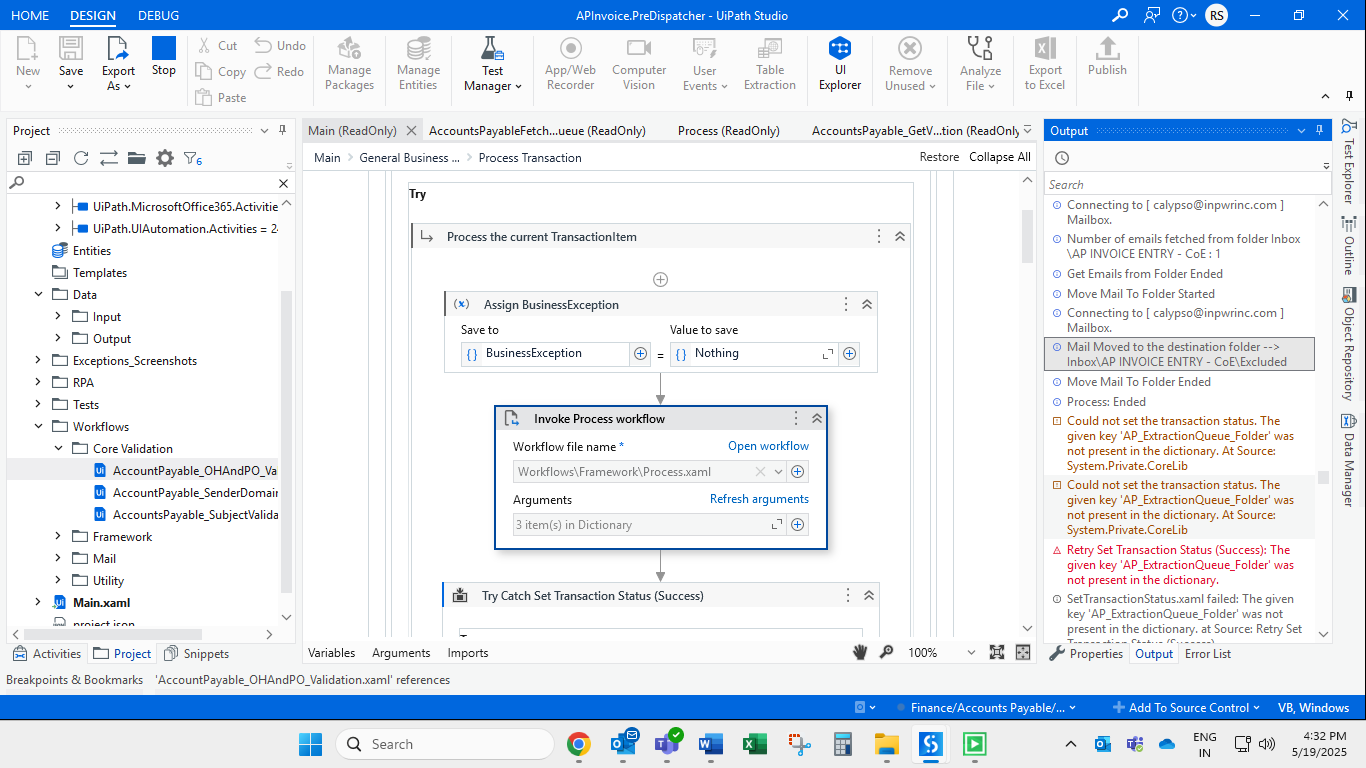 HOME
DESIGN
DEBUG
APInvoice.PreDispatcher - UiPath Studio
RS
New
Save
Export As
Stop
Cut
Copy
Paste
Undo
Redo
Manage Packages
Manage Entities
Test Manager
App/Web Recorder
Computer Vision
User Events
Table Extraction
UI Explorer
Remove Unused
Analyze File
Export to Excel
Publish
Project
6
UiPath.MicrosoftOffice365.Activitie
UiPath.UIAutomation.Activities = 2
Entities
Templates
Data
Input
Output
Exceptions_Screenshots
RPA
Tests
Workflows
Core Validation
AccountPayable_OHAndPO_Va
AccountPayable_SenderDomain
AccountsPayable_SubjectValida
Framework
Mail
Utility
Main.xaml
project.json
Activities
Project
Snippets
Main (ReadOnly)
AccountsPayableFetch...ueue (ReadOnly)
Process (ReadOnly)
AccountsPayable_GetV...tion (ReadOnly
Main > General Business ... > Process Transaction
Restore
Collapse All
Try
Process the current TransactionItem
Assign BusinessException
Save to
Value to save
BusinessException
=
Nothing
Invoke Process workflow
Workflow file name *
Open workflow
Workflows\Framework\Process.xaml
Arguments
Refresh arguments
3 item(s) in Dictionary
Try Catch Set Transaction Status (Success)
Variables
Arguments
Imports
100%
Output
Search
Connecting to [ calypso@inpwrinc.com ]
Mailbox.
Number of emails fetched from folder Inbox
\AP INVOICE ENTRY - CoE : 1
Get Emails from Folder Ended
Move Mail To Folder Started
Connecting to [ calypso@inpwrinc.com ]
Mailbox.
Mail Moved to the destination folder -->
Inbox\AP INVOICE ENTRY - CoE\Excluded
Move Mail To Folder Ended
Process: Ended
Could not set the transaction status. The
given key 'AP_ExtractionQueue_Folder' was
not present in the dictionary. At Source:
System.Private.CoreLib
Could not set the transaction status. The
given key 'AP_ExtractionQueue_Folder' was
not present in the dictionary. At Source:
System.Private.CoreLib
Retry Set Transaction Status (Success): The
given key 'AP_ExtractionQueue_Folder' was
not present in the dictionary.
SetTransactionStatus.xaml failed: The given
key 'AP_ExtractionQueue_Folder' was not
present in the dictionary. at Source: Retry Set
Transaction Status (Success)
Properties
Output
Error List
Test Explorer
Outline
Object Repository
Data Manager
Breakpoints & Bookmarks
'AccountPayable_OHAndPO_Validation.xaml' references
Finance/Accounts Payable/...
Add To Source Control
VB, Windows
Search
ENG
IN
4:32 PM
5/19/2025